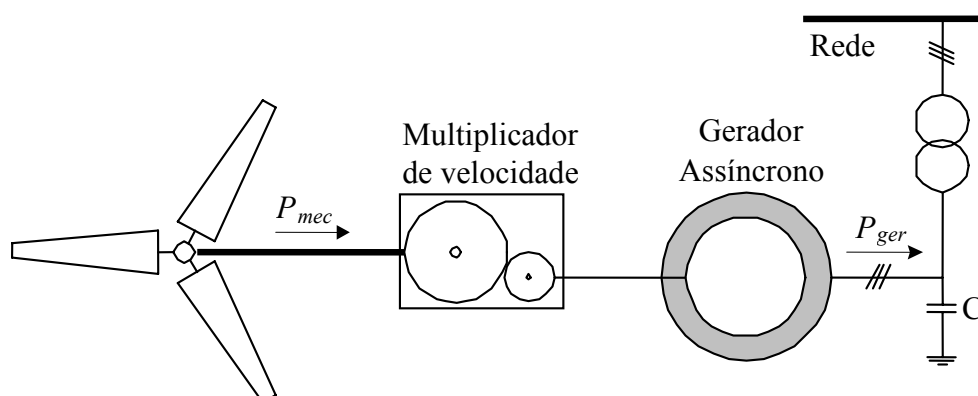 Rede
Multiplicador
de velocidade
Gerador
Assíncrono
P_mec
P_ger
C